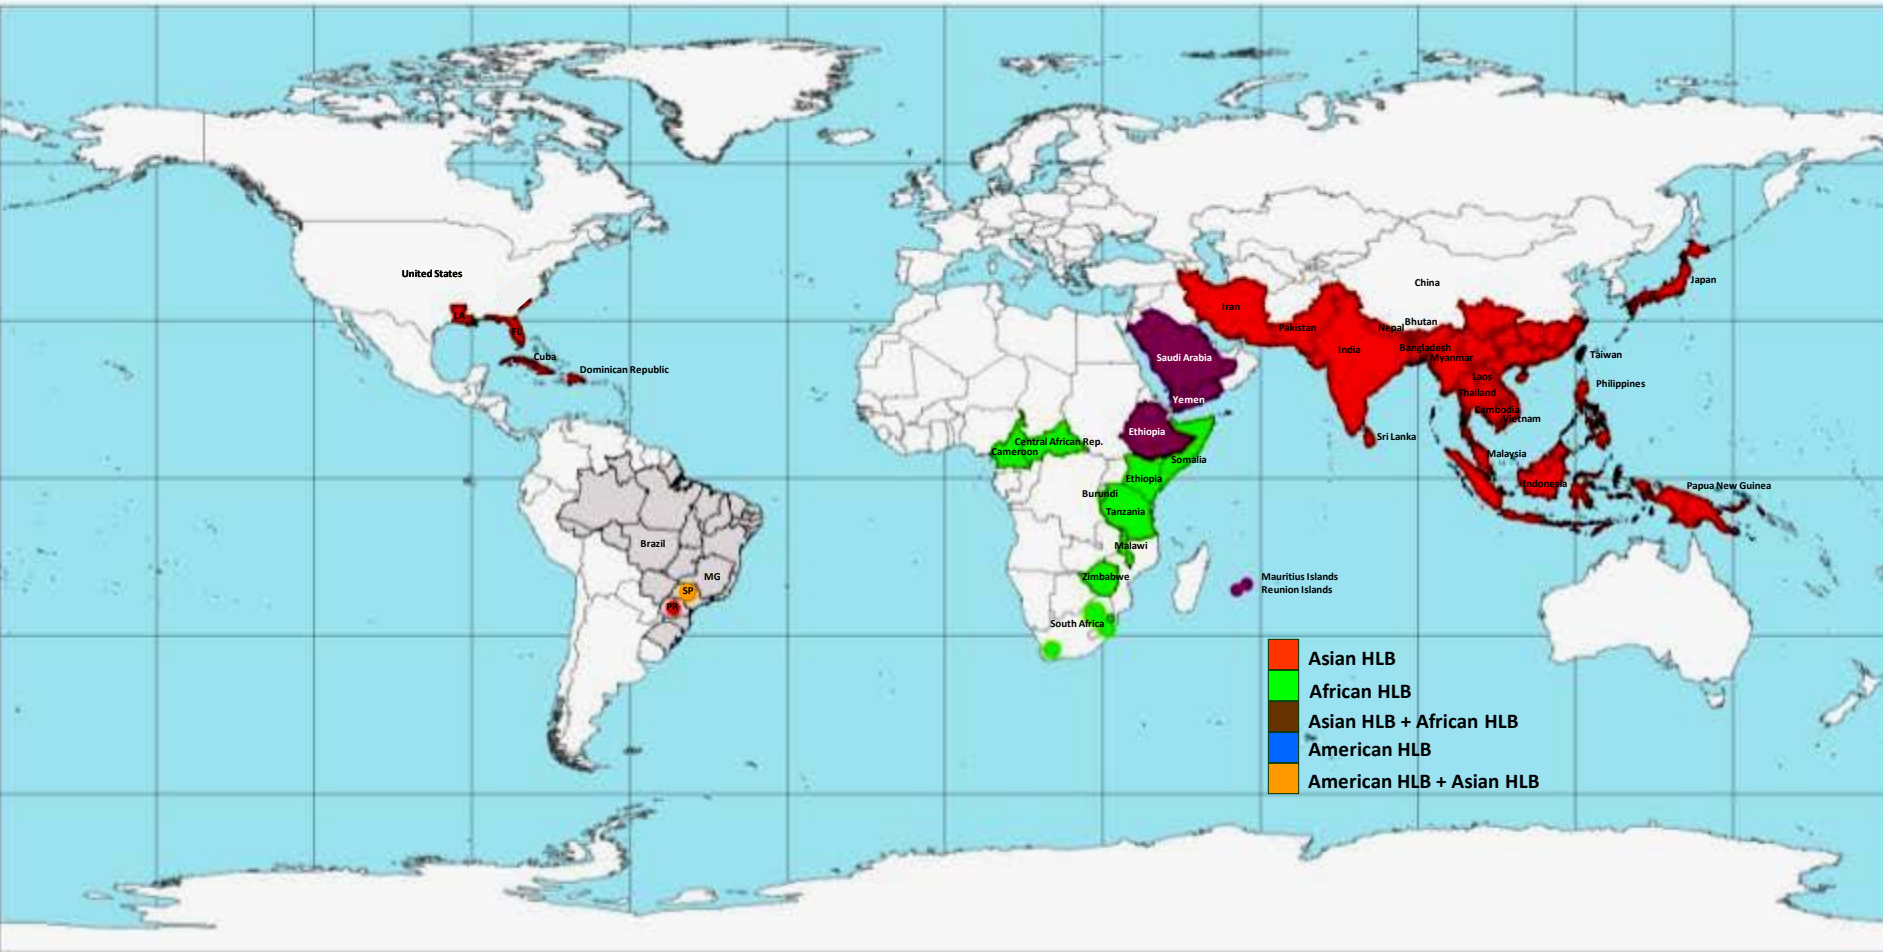 United States
LA
FL
Cuba
Dominican Republic
Brazil
MG
SP
PR
Iran
Pakistan
Saudi Arabia
Yemen
Ethiopia
Central African Rep.
Cameroon
Somalia
Ethiopia
Burundi
Tanzania
Malawi
Zimbabwe
South Africa
Mauritius Islands
Reunion Islands
China
Japan
Nepal
Bhutan
India
Bangladesh
Myanmar
Taiwan
Laos
Thailand
Philippines
Cambodia
Vietnam
Sri Lanka
Malaysia
Indonesia
Papua New Guinea
Asian HLB
African HLB
Asian HLB + African HLB
American HLB
American HLB + Asian HLB